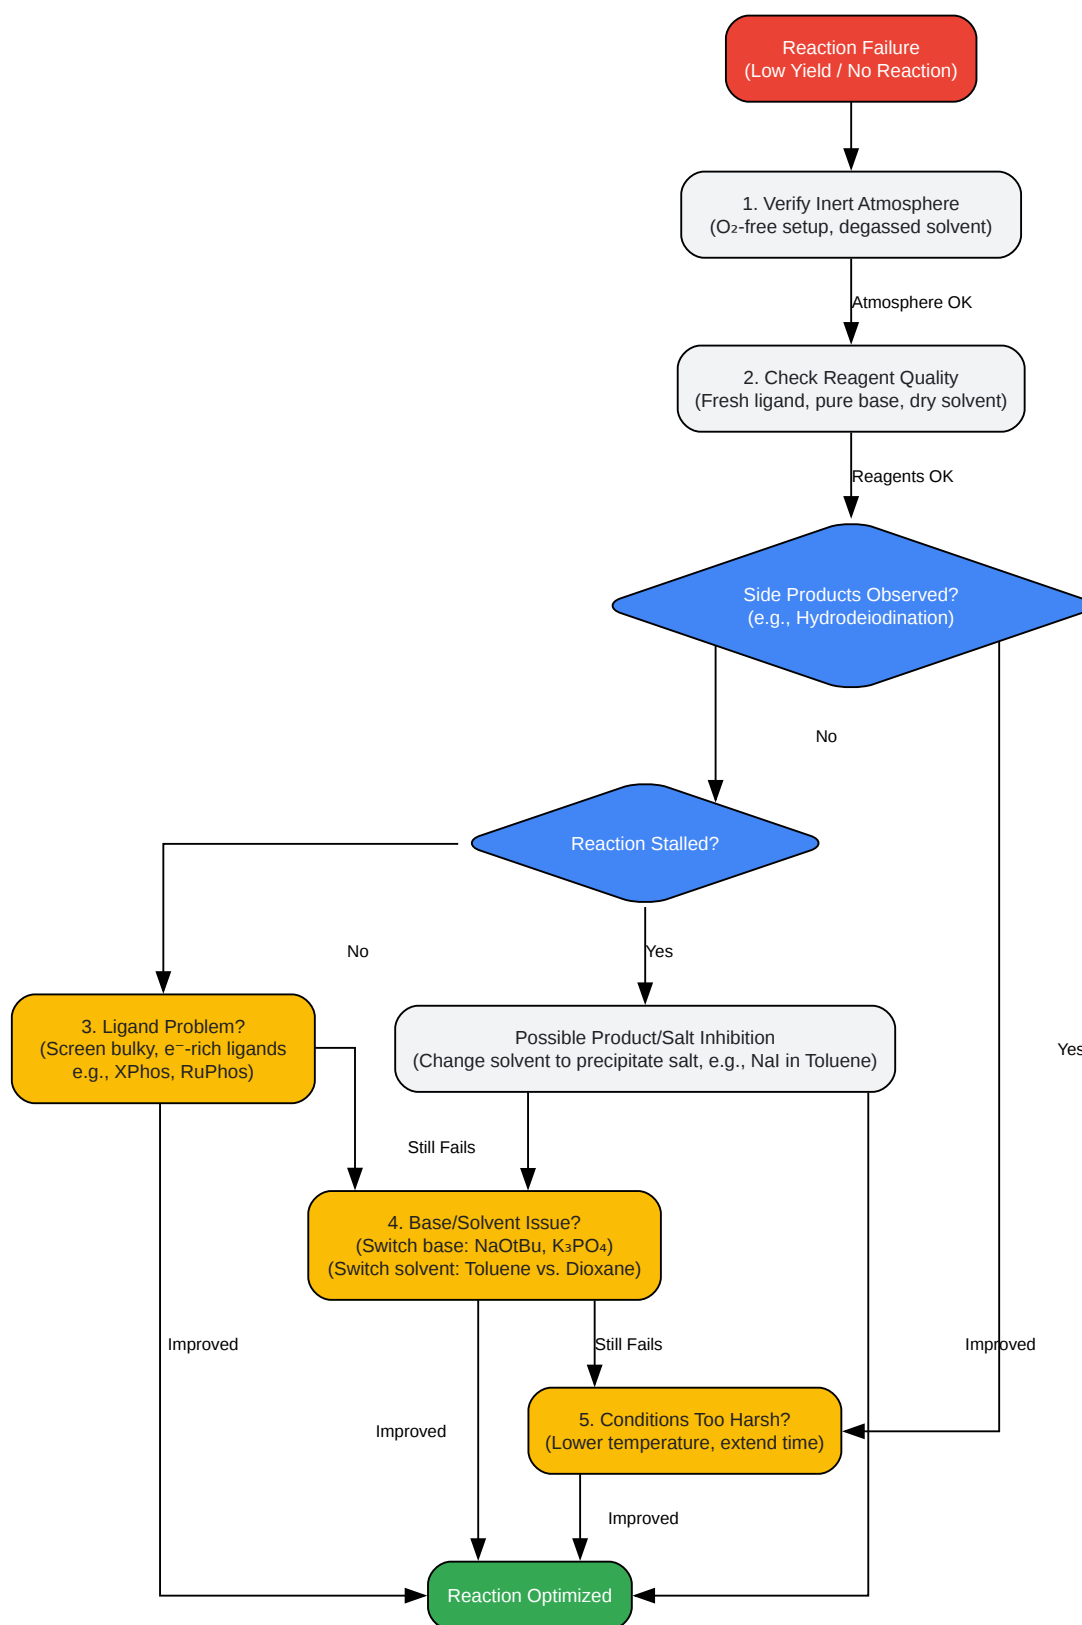 Reaction Failure
(Low Yield / No Reaction)
1. Verify Inert Atmosphere
(O₂-free setup, degassed solvent)
Atmosphere OK
2. Check Reagent Quality
(Fresh ligand, pure base, dry solvent)
Reagents OK
Side Products Observed?
(e.g., Hydrodeiodination)
No
Reaction Stalled?
No
Yes
3. Ligand Problem?
(Screen bulky, e⁻-rich ligands
e.g., XPhos, RuPhos)
Possible Product/Salt Inhibition
(Change solvent to precipitate salt, e.g., NaI in Toluene)
Yes
Still Fails
4. Base/Solvent Issue?
(Switch base: NaOtBu, K₃PO₄)
(Switch solvent: Toluene vs. Dioxane)
Improved
Still Fails
Improved
Improved
5. Conditions Too Harsh?
(Lower temperature, extend time)
Improved
Reaction Optimized